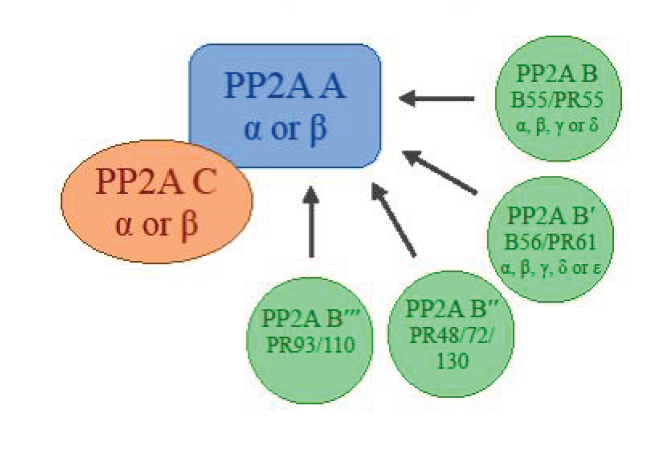 PP2A A
α or β
PP2A C
α or β
PP2A B
B55/PR55
α, β, γ or δ
PP2A B′
B56/PR61
α, β, γ, δ or ε
PP2A B″
PR48/72/
130
PP2A B‴
PR93/110